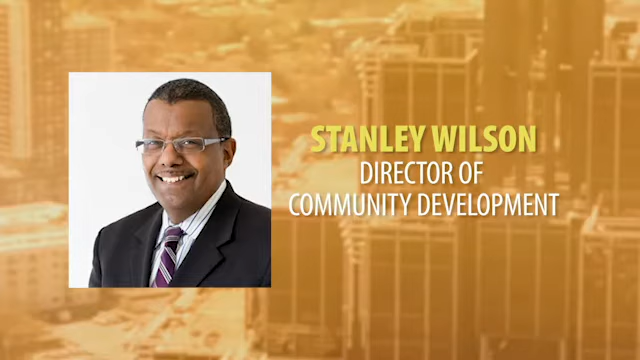 STANLEY WILSON
DIRECTOR OF
COMMUNITY DEVELOPMENT